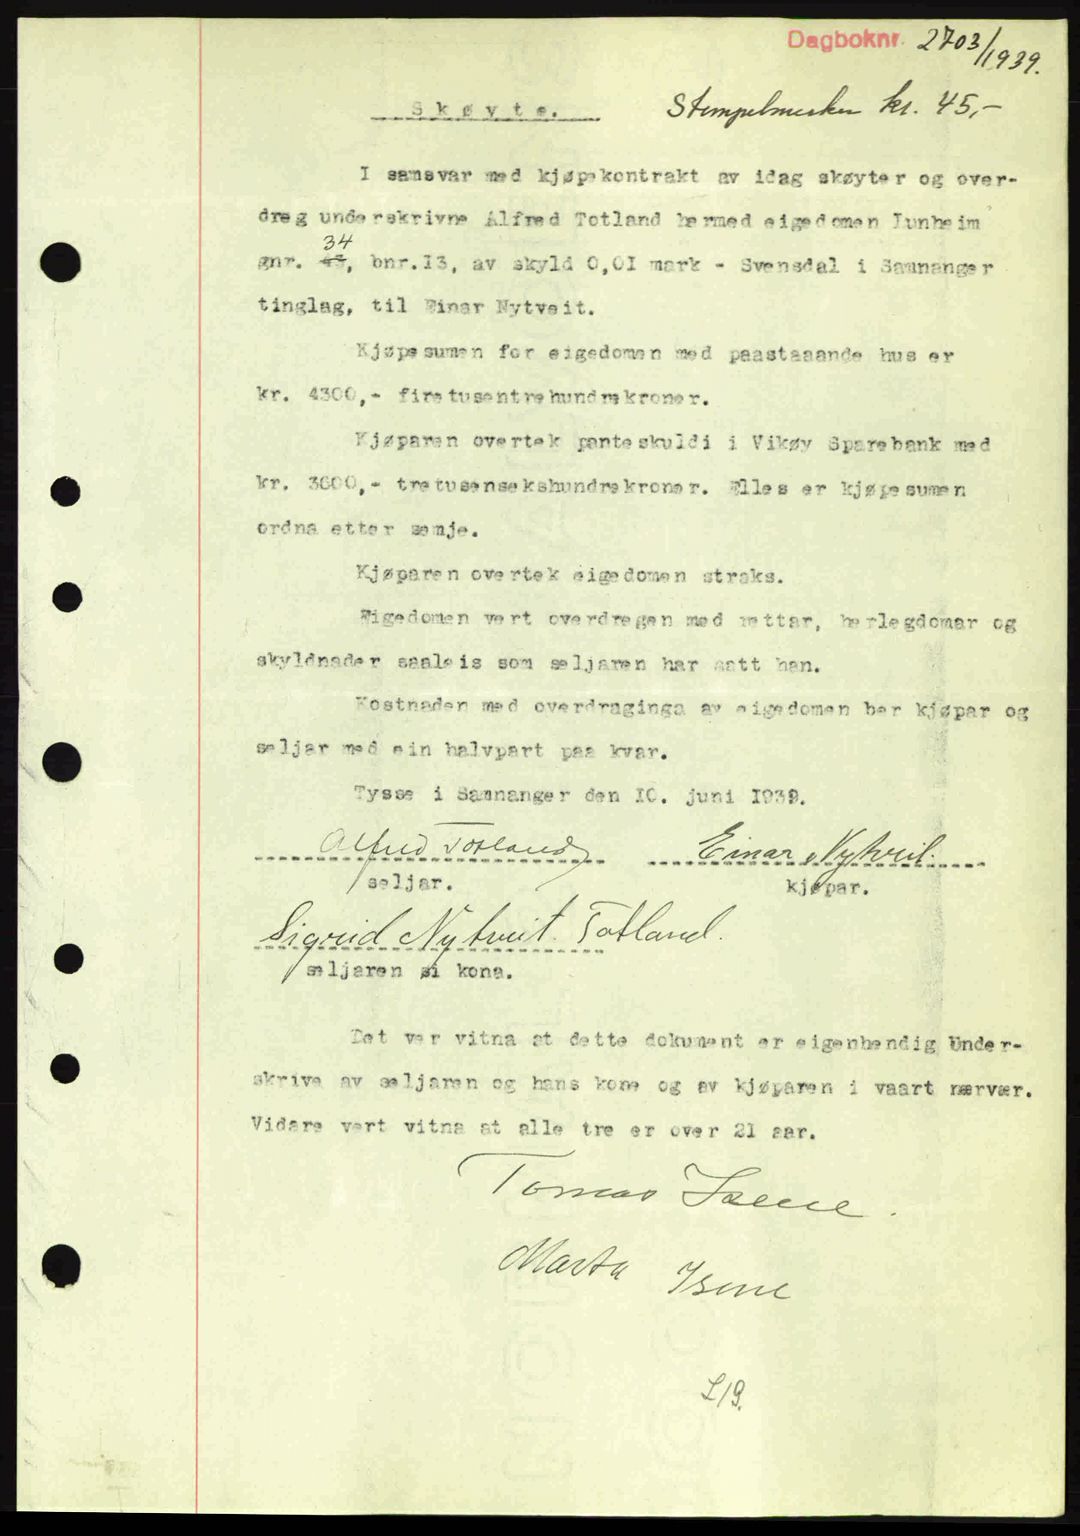 Dagboknr. 2703/1939.
Skøyte.
Stempelmerker kr. 45,-
I samsvar med kjøpekontrakt av idag skøyter og over-
dreg underskrivne Alfred Totland hermed eigedomen Lunheim
34
gnr. , bnr.13, av skyld 0,01 mark - Svensdal i Samnanger
tinglag, til Einar Nytveit.
Kjøpesumen for eigedomen med paastaaande hus er
kr. 4300,- firetusentrehundrekroner.
Kjøparen overtek panteskuldi i Vikøy Sparebank med
kr. 3600,- tretusensekshundrekroner. Elles er kjøpesumen
ordna etter semje.
Kjøparen overtek eigedomen straks.
Eigedomen vert overdregen med rettar, herlegdomar og
skyldnader saaleis som seljaren har aatt han.
Kostnaden med overdraginga av eigedomen ber kjøpar og
seljar med ein halvpart paa kvar.
Tysse i Samnanger den 10. juni 1939.
Alfred Totland Einar Nytveit.
seljar. kjøpar.
Sigrid Nytveit Totland.
seljaren si kona.
Det ver vitna at dette dokument er eigenhendig Under-
skrive av seljaren og hans kone og av kjøparen i vaart nærvær.
Vidare vert vitna at alle tre er over 21 aar.
Tomas Isene.
Marta Isene
L19.